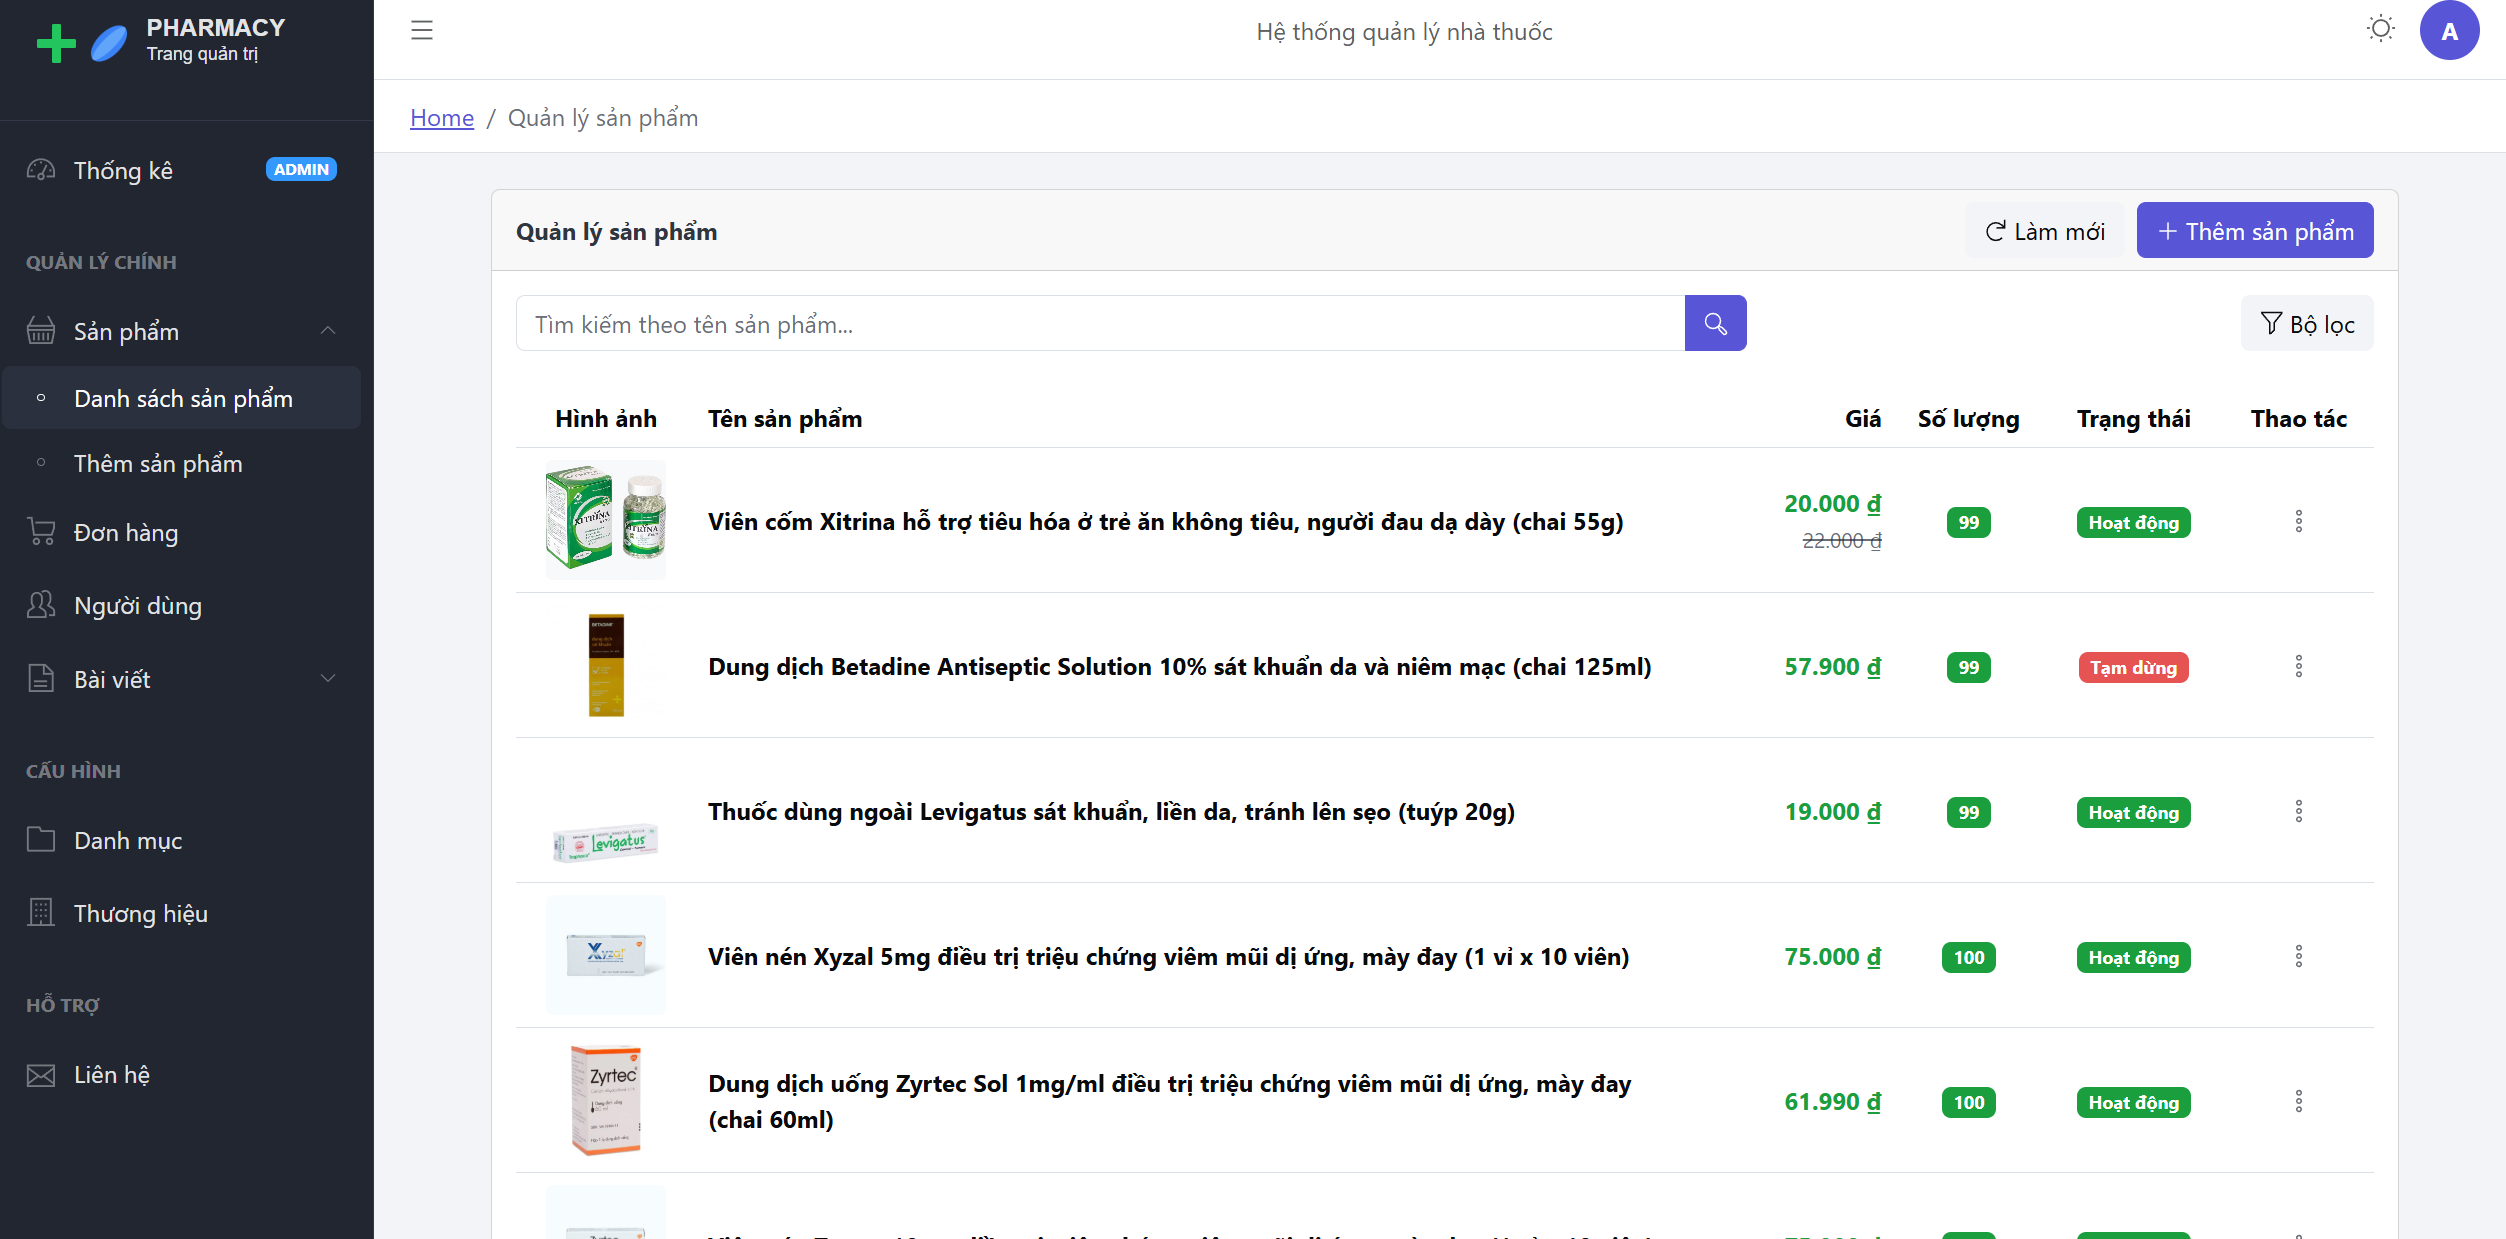 PHARMACY
Trang quản trị
Hệ thống quản lý nhà thuốc
A
Home / Quản lý sản phẩm
Thống kê ADMIN
QUẢN LÝ CHÍNH
Sản phẩm
Danh sách sản phẩm
Thêm sản phẩm
Đơn hàng
Người dùng
Bài viết
CẤU HÌNH
Danh mục
Thương hiệu
HỖ TRỢ
Liên hệ
Quản lý sản phẩm
Làm mới
Thêm sản phẩm
Tìm kiếm theo tên sản phẩm...
Bộ lọc
Hình ảnh Tên sản phẩm Giá Số lượng Trạng thái Thao tác
XITRINA
XITRINA
Viên cốm Xitrina hỗ trợ tiêu hóa ở trẻ ăn không tiêu, người đau dạ dày (chai 55g)
20.000 ₫
22.000 ₫
99
Hoạt động
BETADINE
Dung dịch Betadine Antiseptic Solution 10% sát khuẩn da và niêm mạc (chai 125ml)
57.900 ₫
99
Tạm dừng
Levigatus
Thuốc dùng ngoài Levigatus sát khuẩn, liền da, tránh lên sẹo (tuýp 20g)
19.000 ₫
99
Hoạt động
Xyzal
Viên nén Xyzal 5mg điều trị triệu chứng viêm mũi dị ứng, mày đay (1 vỉ x 10 viên)
75.000 ₫
100
Hoạt động
Zyrtec
Dung dịch uống Zyrtec Sol 1mg/ml điều trị triệu chứng viêm mũi dị ứng, mày đay
(chai 60ml)
61.990 ₫
100
Hoạt động